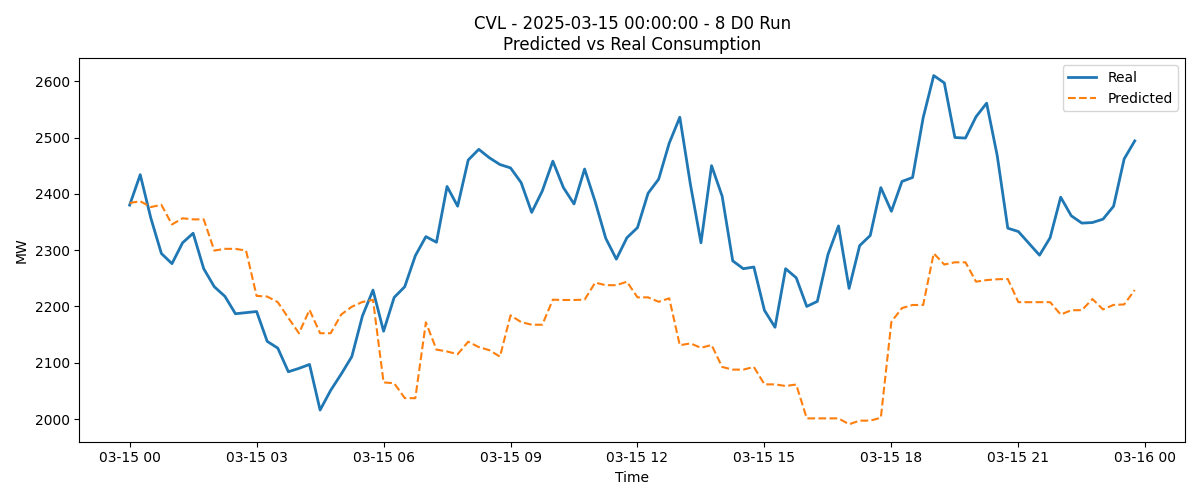 CVL - 2025-03-15 00:00:00 - 8 D0 Run
Predicted vs Real Consumption
Real
Predicted
MW
2600
2500
2400
2300
2200
2100
2000
03-15 00
03-15 03
03-15 06
03-15 09
03-15 12
03-15 15
03-15 18
03-15 21
03-16 00
Time